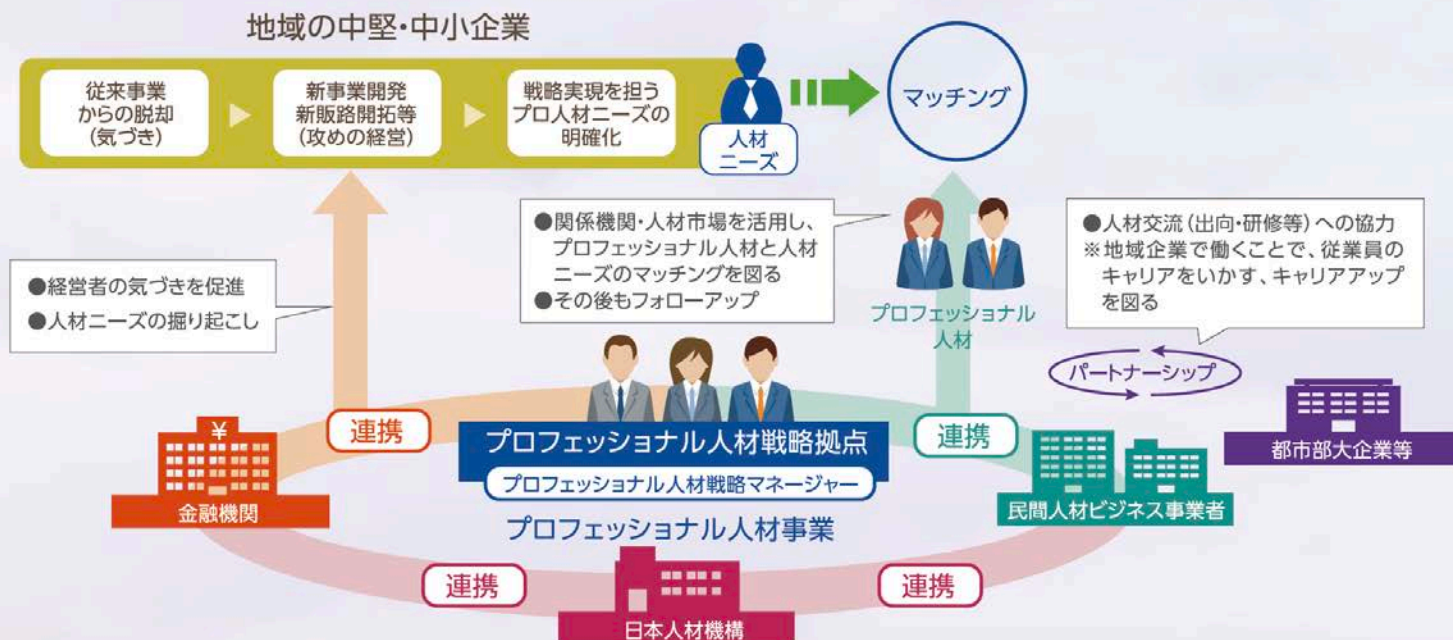 地域の中堅・中小企業
従来事業
からの脱却
(気づき)
新事業開発
新販路開拓等
(攻めの経営)
戦略実現を担う
プロ人材ニーズの
明確化
人材
ニーズ
マッチング
●経営者の気づきを促進
●人材ニーズの掘り起こし
●関係機関・人材市場を活用し、
プロフェッショナル人材と人材
ニーズのマッチングを図る
●その後もフォローアップ
プロフェッショナル
人材
●人材交流(出向・研修等)への協力
※地域企業で働くことで、従業員の
キャリアをいかす、キャリアアップ
を図る
パートナーシップ
都市部大企業等
連携
連携
¥
金融機関
プロフェッショナル人材戦略拠点
プロフェッショナル人材戦略マネージャー
プロフェッショナル人材事業
民間人材ビジネス事業者
連携
連携
日本人材機構